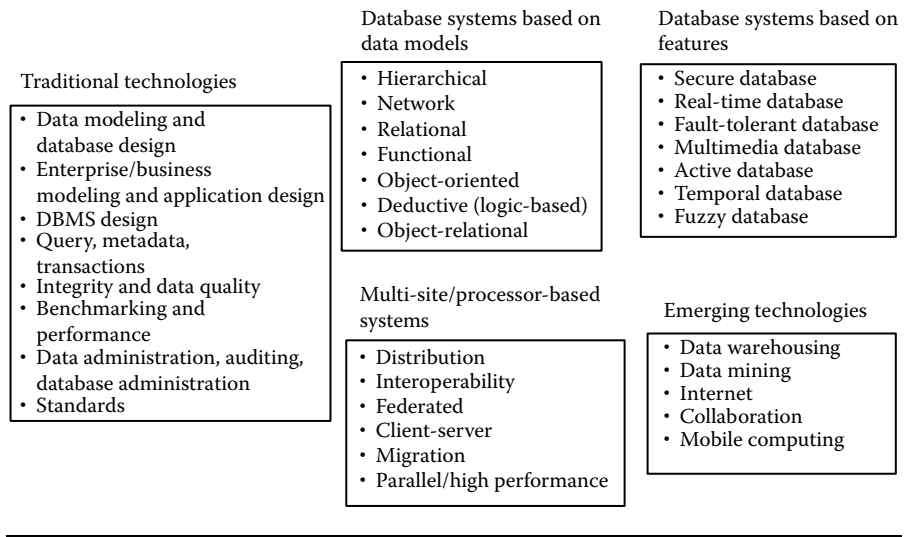 Traditional technologies
• Data modeling and
database design
• Enterprise/business
modeling and application design
• DBMS design
• Query, metadata,
transactions
• Integrity and data quality
• Benchmarking and
performance
• Data administration, auditing,
database administration
• Standards
Database systems based on
data models
• Hierarchical
• Network
• Relational
• Functional
• Object-oriented
• Deductive (logic-based)
• Object-relational
Database systems based on
features
• Secure database
• Real-time database
• Fault-tolerant database
• Multimedia database
• Active database
• Temporal database
• Fuzzy database
Multi-site/processor-based
systems
• Distribution
• Interoperability
• Federated
• Client-server
• Migration
• Parallel/high performance
Emerging technologies
• Data warehousing
• Data mining
• Internet
• Collaboration
• Mobile computing